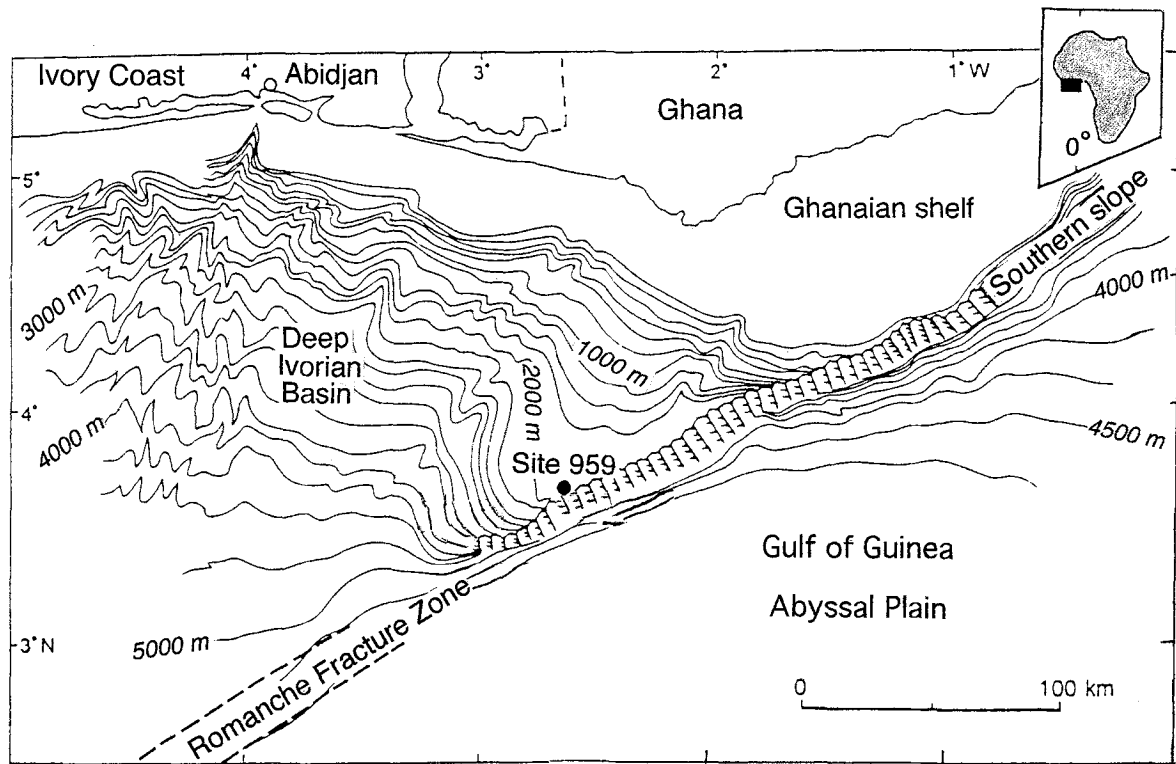 Ivory Coast
4°
Abidjan
3°
2°
1° W
Ghana
0°
5°
Ghanaian shelf
Southern slope
3000 m
4000 m
Deep
Ivorian
Basin
1000 m
2000 m
4°
4000 m
4500 m
Site 959
Gulf of Guinea
Abyssal Plain
3° N
5000 m
Romanche Fracture Zone
0
100 km